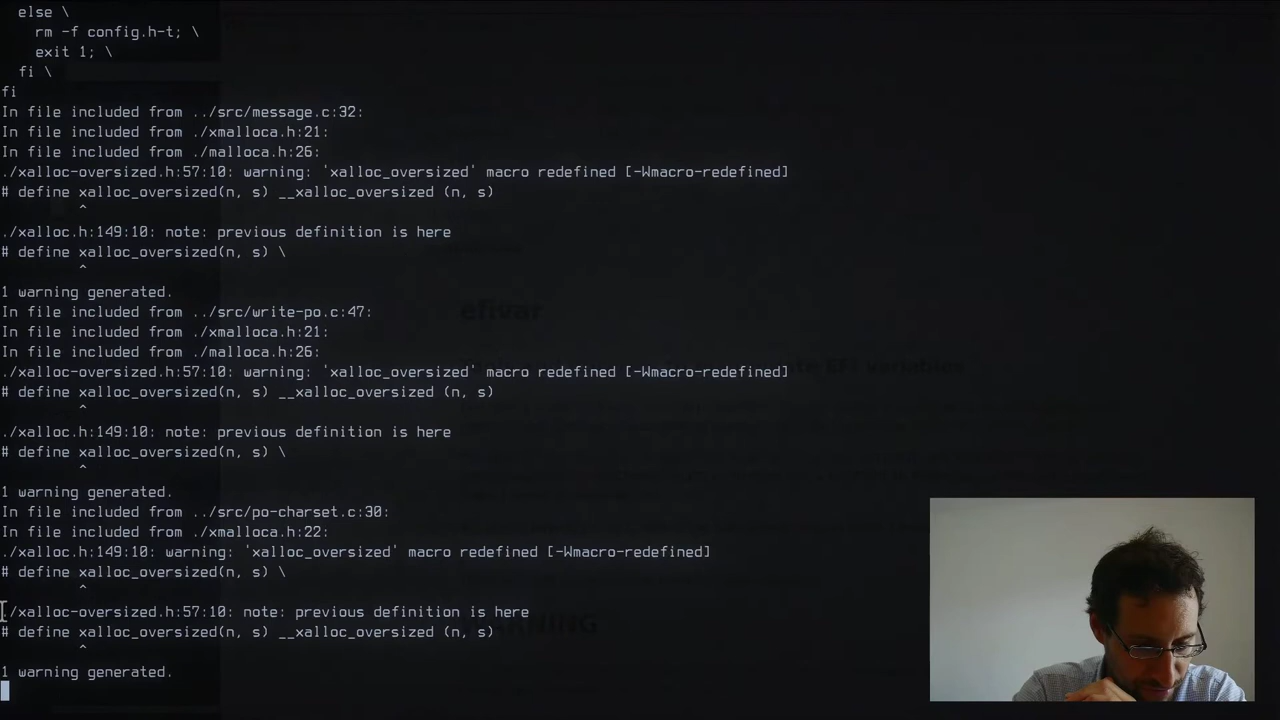 else \
rm -f config.h-t; \
exit 1; \
fi \
fi
In file included from ../src/message.c:32:
In file included from ./xmalloca.h:21:
In file included from ./malloca.h:26:
./xalloc-oversized.h:57:10: warning: 'xalloc_oversized' macro redefined [-Wmacro-redefined]
# define xalloc_oversized(n, s) __xalloc_oversized (n, s)
^
./xalloc.h:149:10: note: previous definition is here
# define xalloc_oversized(n, s) \
^
1 warning generated.
In file included from ../src/write-po.c:47:
In file included from ./xmalloca.h:21:
In file included from ./malloca.h:26:
./xalloc-oversized.h:57:10: warning: 'xalloc_oversized' macro redefined [-Wmacro-redefined]
# define xalloc_oversized(n, s) __xalloc_oversized (n, s)
^
./xalloc.h:149:10: note: previous definition is here
# define xalloc_oversized(n, s) \
^
1 warning generated.
In file included from ../src/po-charset.c:30:
In file included from ./xmalloca.h:22:
./xalloc.h:149:10: warning: 'xalloc_oversized' macro redefined [-Wmacro-redefined]
# define xalloc_oversized(n, s) \
^
./xalloc-oversized.h:57:10: note: previous definition is here
# define xalloc_oversized(n, s) __xalloc_oversized (n, s)
^
1 warning generated.
efivar
EFI variables
WARNING